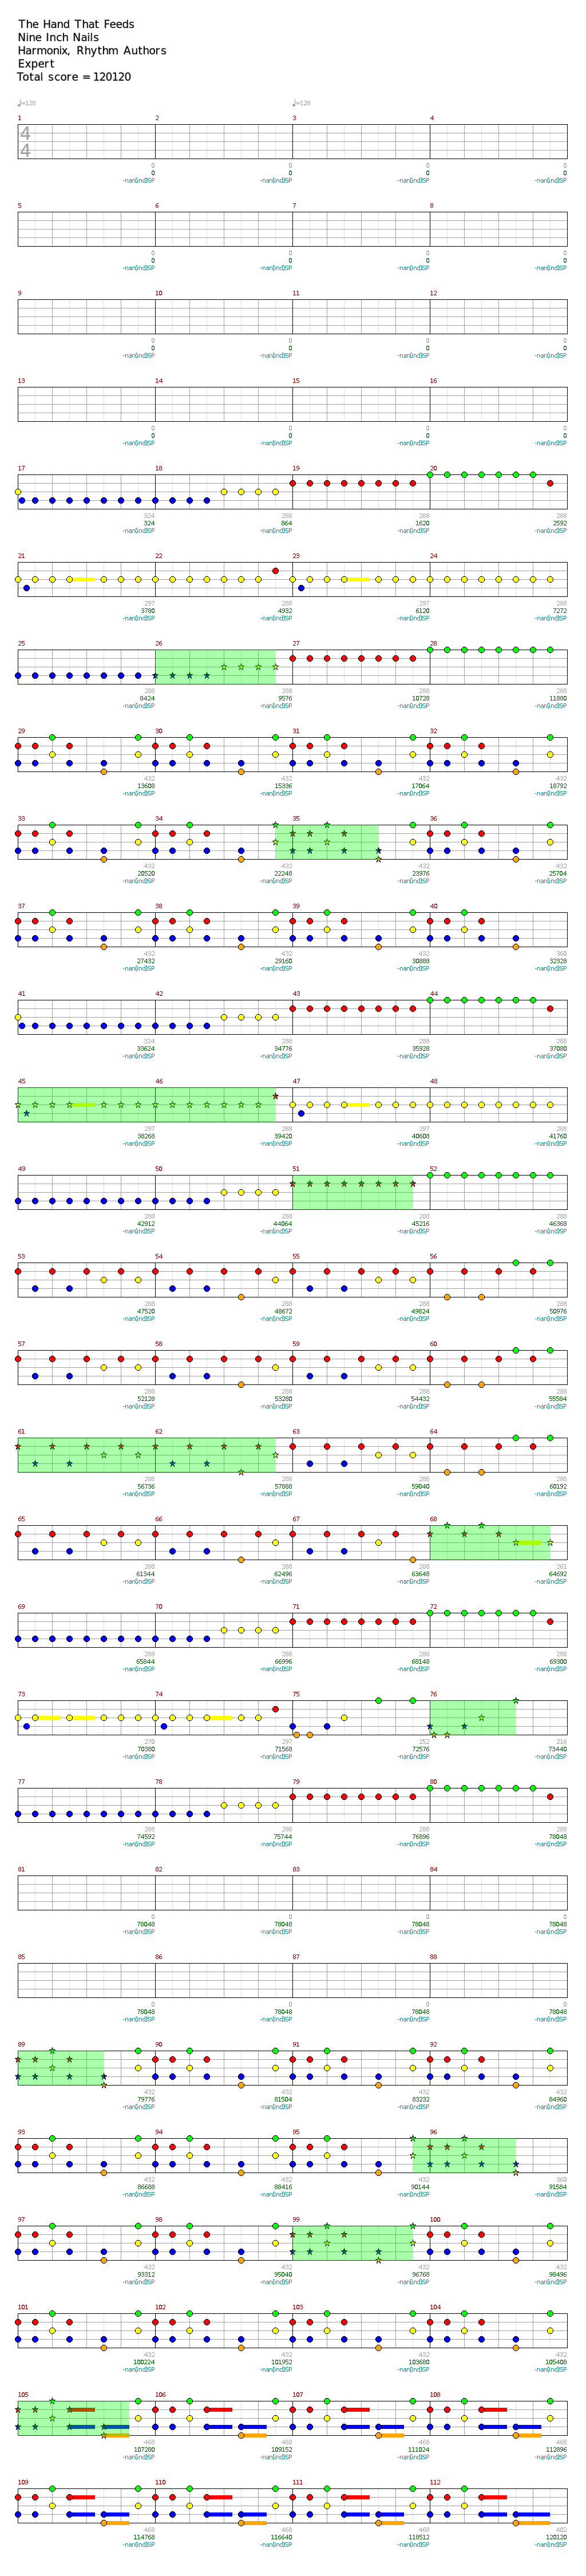 The Hand That Feeds
Nine Inch Nails
Harmonix, Rhythm Authors
Expert
Total score = 120120
♩=128 ♩=128
1 2 3 4
4
4
0 0 0 0
0 0 0 0
-nan(ind)SP -nan(ind)SP -nan(ind)SP -nan(ind)SP
5 6 7 8
0 0 0 0
0 0 0 0
-nan(ind)SP -nan(ind)SP -nan(ind)SP -nan(ind)SP
9 10 11 12
0 0 0 0
0 0 0 0
-nan(ind)SP -nan(ind)SP -nan(ind)SP -nan(ind)SP
13 14 15 16
0 0 0 0
0 0 0 0
-nan(ind)SP -nan(ind)SP -nan(ind)SP -nan(ind)SP
17 18 19 20
324 288 288 288
324 864 1620 2592
-nan(ind)SP -nan(ind)SP -nan(ind)SP -nan(ind)SP
21 22 23 24
297 288 297 288
3780 4932 6120 7272
-nan(ind)SP -nan(ind)SP -nan(ind)SP -nan(ind)SP
25 26 27 28
288 288 288 288
8424 9576 10728 11880
-nan(ind)SP -nan(ind)SP -nan(ind)SP -nan(ind)SP
29 30 31 32
432 432 432 432
13608 15336 17064 18792
-nan(ind)SP -nan(ind)SP -nan(ind)SP -nan(ind)SP
33 34 35 36
432 432 432 432
20520 22248 23976 25704
-nan(ind)SP -nan(ind)SP -nan(ind)SP -nan(ind)SP
37 38 39 40
432 432 432 360
27432 29160 30888 32328
-nan(ind)SP -nan(ind)SP -nan(ind)SP -nan(ind)SP
41 42 43 44
324 288 288 288
33624 34776 35928 37080
-nan(ind)SP -nan(ind)SP -nan(ind)SP -nan(ind)SP
45 46 47 48
297 288 297 288
38268 39420 40608 41760
-nan(ind)SP -nan(ind)SP -nan(ind)SP -nan(ind)SP
49 50 51 52
288 288 288 288
42912 44064 45216 46368
-nan(ind)SP -nan(ind)SP -nan(ind)SP -nan(ind)SP
53 54 55 56
288 288 288 288
47520 48672 49824 50976
-nan(ind)SP -nan(ind)SP -nan(ind)SP -nan(ind)SP
57 58 59 60
288 288 288 288
52128 53280 54432 55584
-nan(ind)SP -nan(ind)SP -nan(ind)SP -nan(ind)SP
61 62 63 64
288 288 288 288
56736 57888 59040 60192
-nan(ind)SP -nan(ind)SP -nan(ind)SP -nan(ind)SP
65 66 67 68
288 288 288 261
61344 62496 63648 64692
-nan(ind)SP -nan(ind)SP -nan(ind)SP -nan(ind)SP
69 70 71 72
288 288 288 288
65844 66996 68148 69300
-nan(ind)SP -nan(ind)SP -nan(ind)SP -nan(ind)SP
73 74 75 76
270 297 252 216
70380 71568 72576 73440
-nan(ind)SP -nan(ind)SP -nan(ind)SP -nan(ind)SP
77 78 79 80
288 288 288 288
74592 75744 76896 78048
-nan(ind)SP -nan(ind)SP -nan(ind)SP -nan(ind)SP
81 82 83 84
0 0 0 0
78048 78048 78048 78048
-nan(ind)SP -nan(ind)SP -nan(ind)SP -nan(ind)SP
85 86 87 88
0 0 0 0
78048 78048 78048 78048
-nan(ind)SP -nan(ind)SP -nan(ind)SP -nan(ind)SP
89 90 91 92
432 432 432 432
79776 81504 83232 84960
-nan(ind)SP -nan(ind)SP -nan(ind)SP -nan(ind)SP
93 94 95 96
432 432 432 360
86688 88416 90144 91584
-nan(ind)SP -nan(ind)SP -nan(ind)SP -nan(ind)SP
97 98 99 100
432 432 432 432
93312 95040 96768 98496
-nan(ind)SP -nan(ind)SP -nan(ind)SP -nan(ind)SP
101 102 103 104
432 432 432 432
100224 101952 103680 105408
-nan(ind)SP -nan(ind)SP -nan(ind)SP -nan(ind)SP
105 106 107 108
468 468 468 468
107280 109152 111024 112896
-nan(ind)SP -nan(ind)SP -nan(ind)SP -nan(ind)SP
109 110 111 112
468 468 468 402
114768 116640 118512 120120
-nan(ind)SP -nan(ind)SP -nan(ind)SP -nan(ind)SP